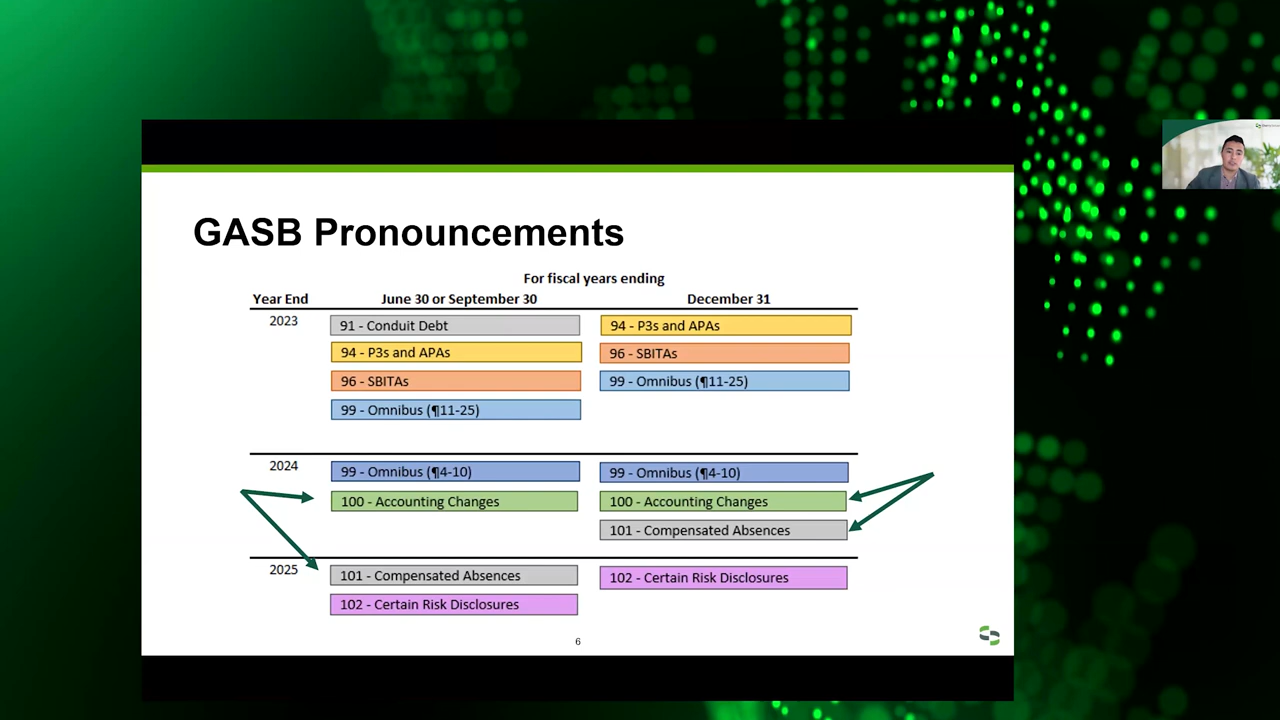 GASB Pronouncements
For fiscal years ending
Year End June 30 or September 30 December 31
2023
91 - Conduit Debt 94 - P3s and APAs
94 - P3s and APAs 96 - SBITAs
96 - SBITAs 99 - Omnibus (¶11-25)
99 - Omnibus (¶11-25)
2024
99 - Omnibus (¶4-10) 99 - Omnibus (¶4-10)
100 - Accounting Changes 100 - Accounting Changes
101 - Compensated Absences
2025
101 - Compensated Absences 102 - Certain Risk Disclosures
102 - Certain Risk Disclosures
6